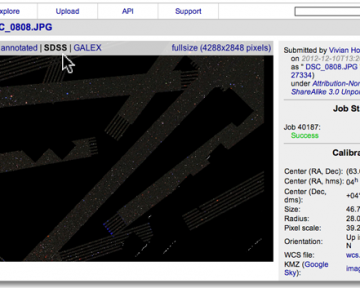 xplore Upload API Support
SC_0808.JPG
annotated | SDSS | GALEX fullsize (4288x2848 pixels)
Submitted by Vivian Ho
on 2012-12-10T13:2
as " DSC_0808.JPG
27334)
under Attribution-Non
ShareAlike 3.0 Unpo
Job St
Job 40187:
Success
Calibra
Center (RA, Dec): (63.
Center (RA, hms): 04h
Center (Dec, +04°
dms):
Size: 46.7
Radius: 28.0
Pixel scale: 39.2
Orientation: Up i
N
WCS file: wcs.
KMZ (Google imag
Sky):